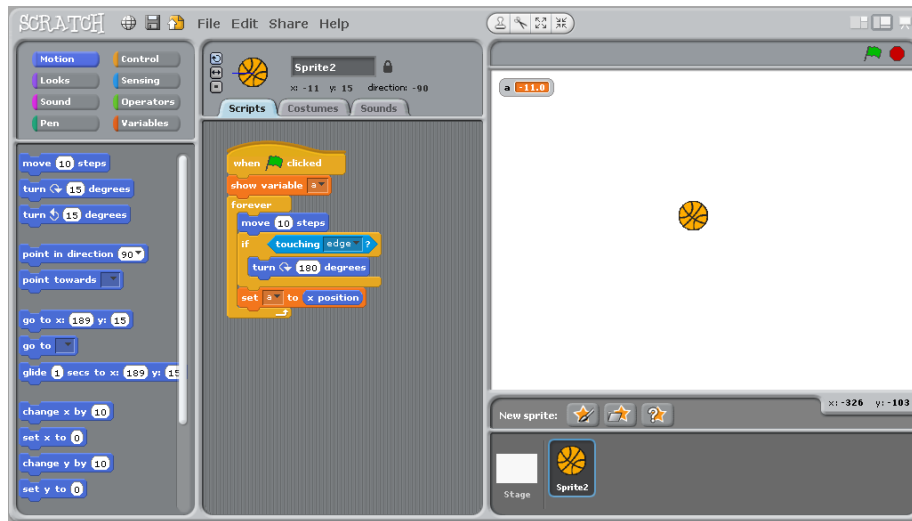 SCRATCH File Edit Share Help
Motion Control
Looks Sensing
Sound Operators
Pen Variables
move 10 steps
turn 15 degrees
turn 15 degrees
point in direction 90
point towards
go to x: 189 y: 15
go to
glide 1 secs to x: 189 y: 15
change x by 10
set x to 0
change y by 10
set y to 0
Sprite2
x: -11 y: 15 direction: -90
Scripts Costumes Sounds
when clicked
show variable a
forever
move 10 steps
if touching edge ?
turn 180 degrees
set a to x position
a -11.0
x: -326 y: -103
New sprite:
Stage
Sprite2